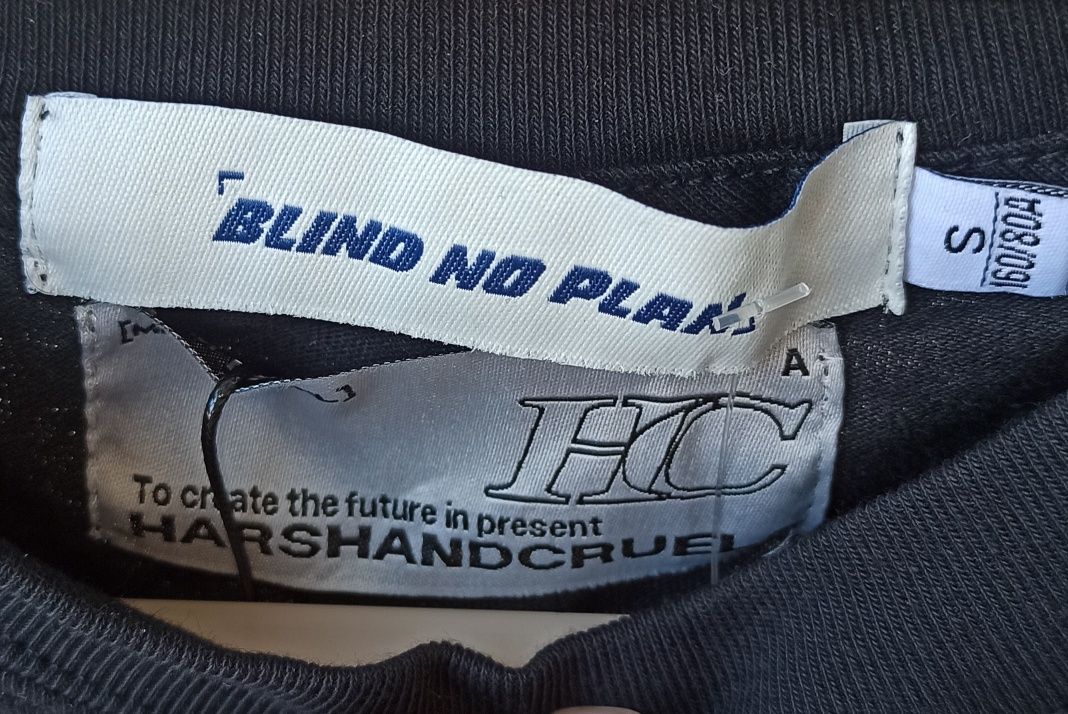 BLIND NO PLAN
S
160/80A
A
HC
To create the future in present
HARSHANDCRUEL